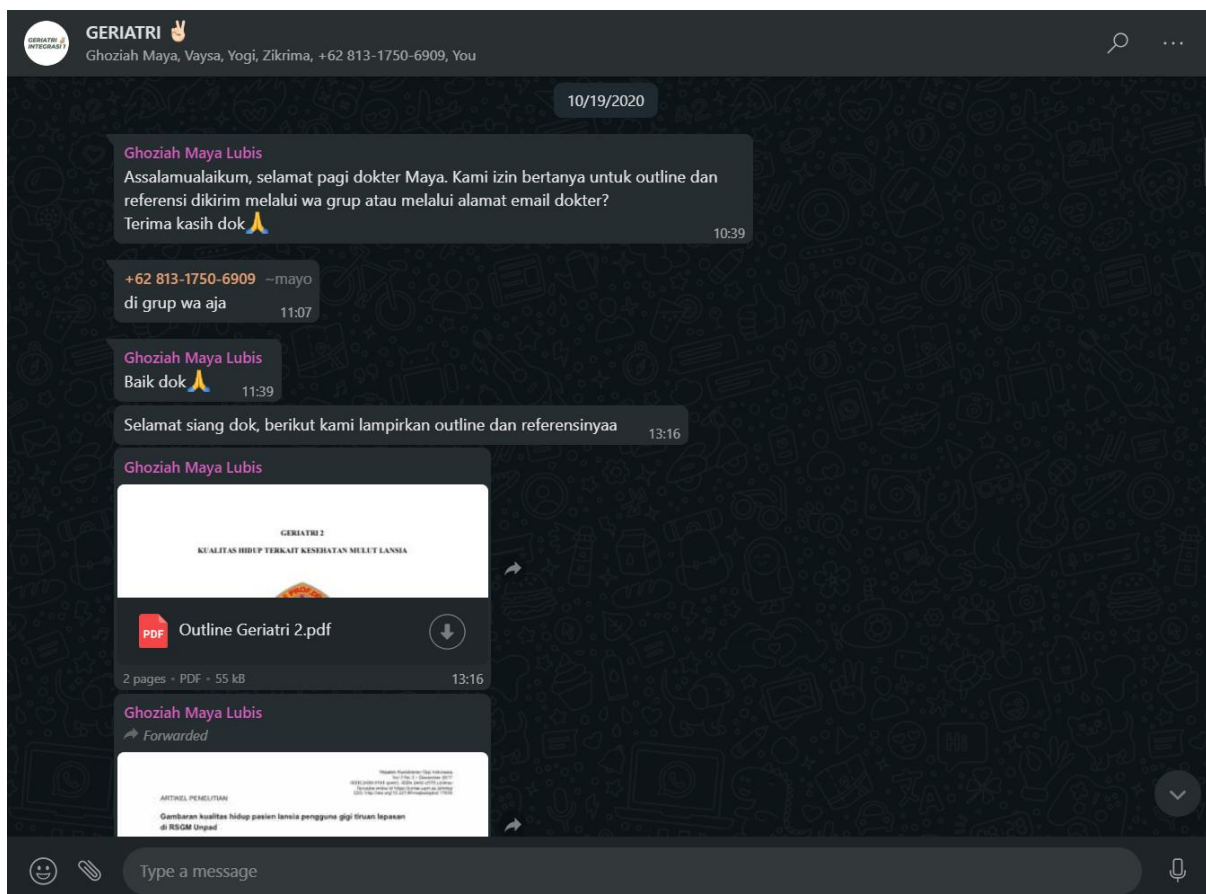 GERIATRI ✌🏻
GERIATRI ✌🏻
INTEGRASI 1
Ghoziah Maya, Vaysa, Yogi, Zikrima, +62 813-1750-6909, You
10/19/2020
Ghoziah Maya Lubis
Assalamualaikum, selamat pagi dokter Maya. Kami izin bertanya untuk outline dan
referensi dikirim melalui wa grup atau melalui alamat email dokter?
Terima kasih dok🙏
10:39
+62 813-1750-6909 ~mayo
di grup wa aja
11:07
Ghoziah Maya Lubis
Baik dok🙏
11:39
Selamat siang dok, berikut kami lampirkan outline dan referensinyaa
13:16
Ghoziah Maya Lubis
GERIATRI 2
KUALITAS HIDUP TERKAIT KESEHATAN MULUT LANSIA
PDF
Outline Geriatri 2.pdf
2 pages • PDF • 55 kB
13:16
Ghoziah Maya Lubis
Forwarded
ARTIKEL PENELITIAN
Gambaran kualitas hidup pasien lansia pengguna gigi tiruan lepasan
di RSGM Unpad
Type a message